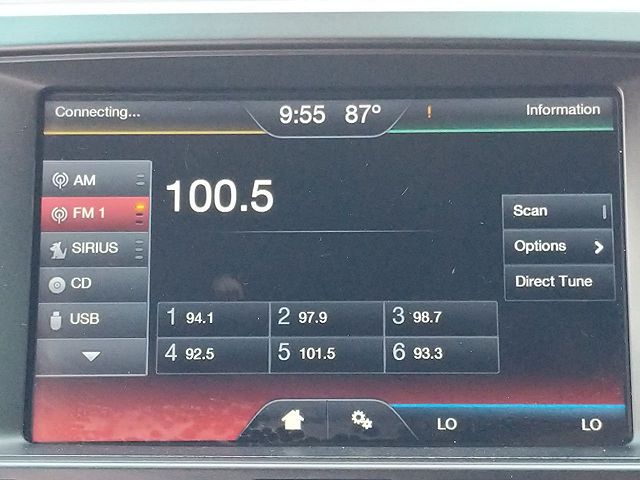 Connecting... 9:55 87° ! Information
AM
FM 1
SIRIUS
CD
USB
100.5
Scan
Options
Direct Tune
1 94.1 2 97.9 3 98.7
4 92.5 5 101.5 6 93.3
LO LO